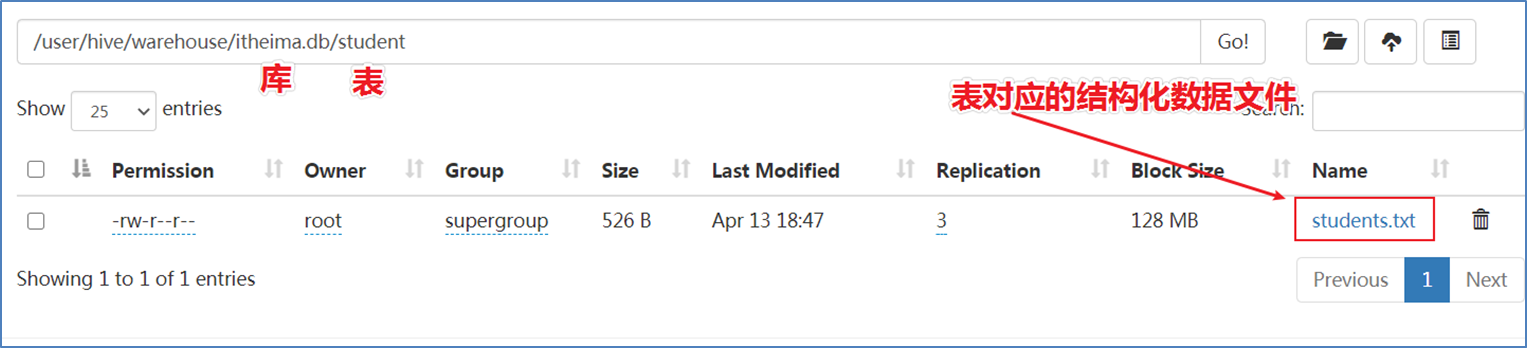 /user/hive/warehouse/itheima.db/student Go!
库 表
Show 25 entries
表对应的结构化数据文件
Search:
Permission Owner Group Size Last Modified Replication Block Size Name
-rw-r--r-- root supergroup 526 B Apr 13 18:47 3 128 MB students.txt
Showing 1 to 1 of 1 entries
Previous 1 Next